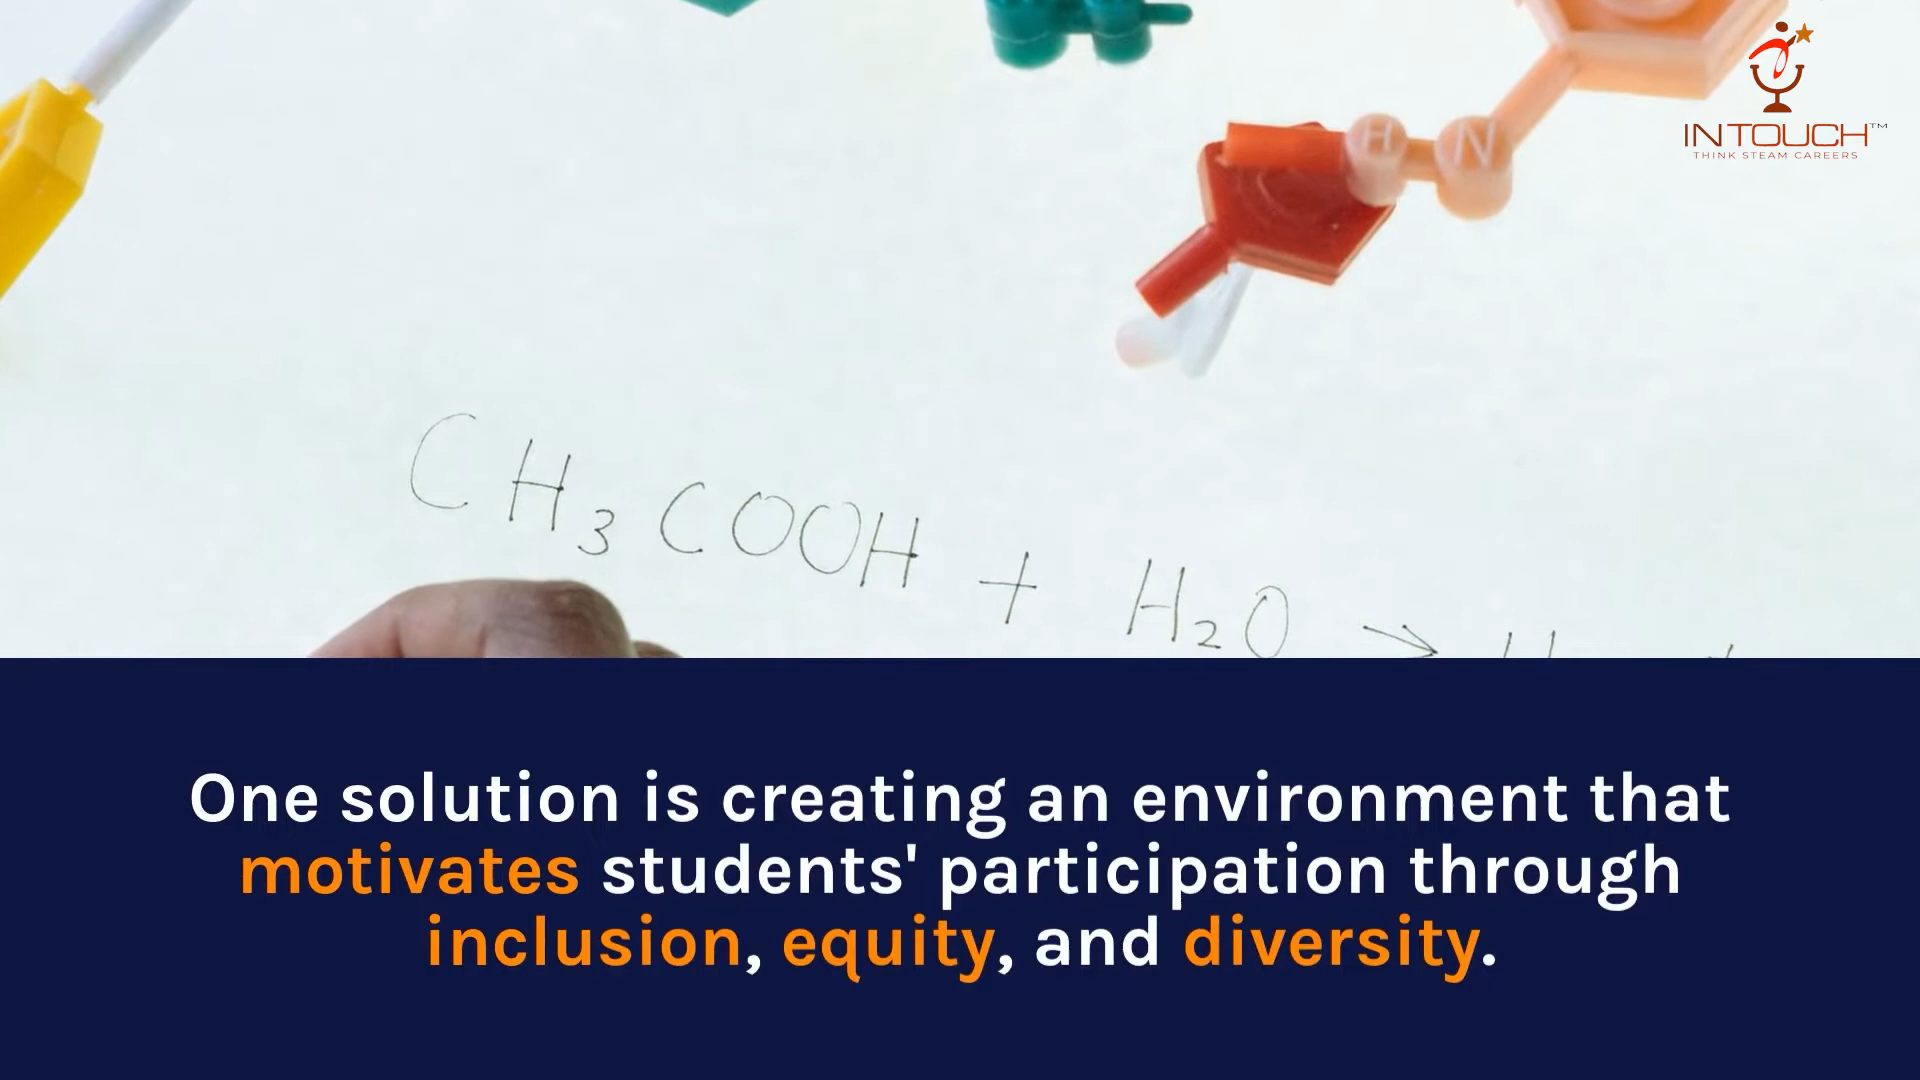 INTOUCH™
THINK STEAM CAREERS
H N
CH₃COOH + H₂O →
One solution is creating an environment that
motivates students' participation through
inclusion, equity, and diversity.